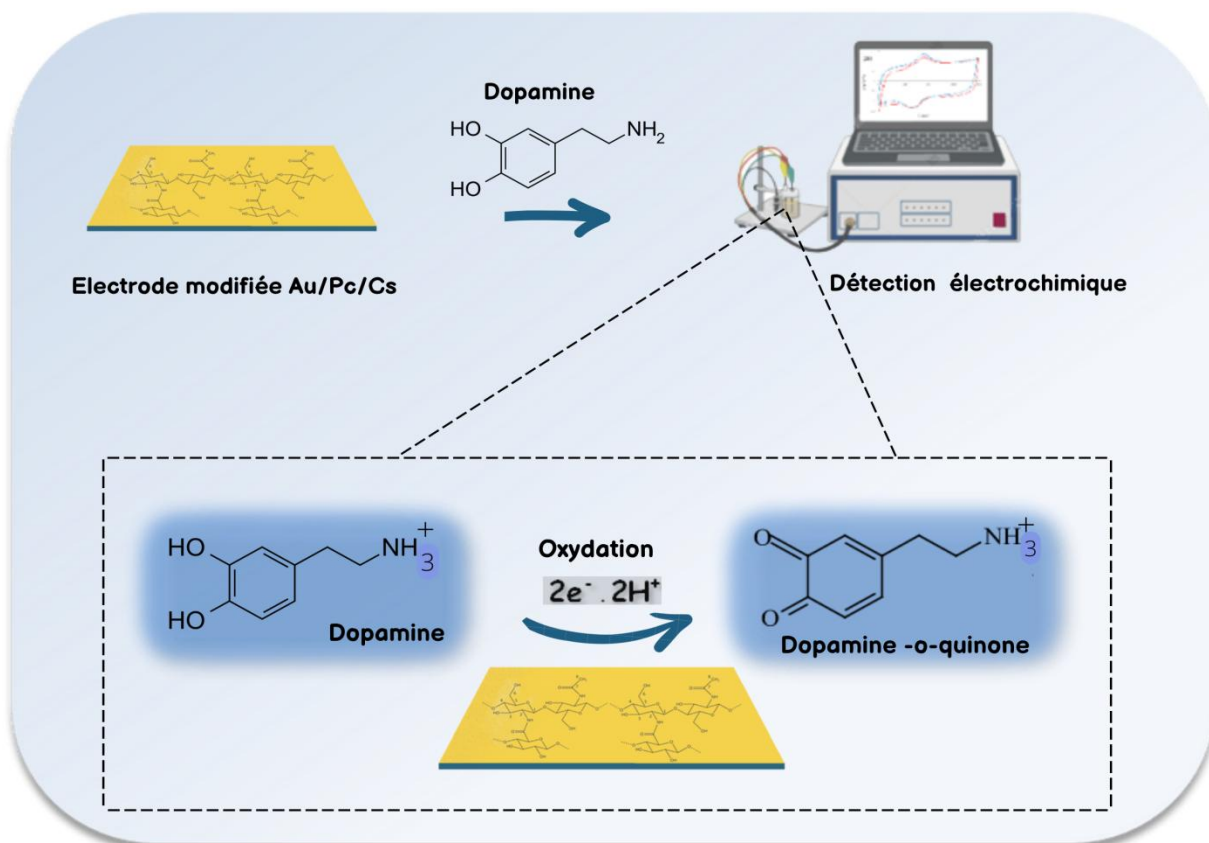 Dopamine
HO
NH2
HO
Electrode modifiée Au/Pc/Cs
Détection électrochimique
HO
NH3+
HO
Dopamine
Oxydation
2e- . 2H+
O
NH3+
O
Dopamine -o-quinone